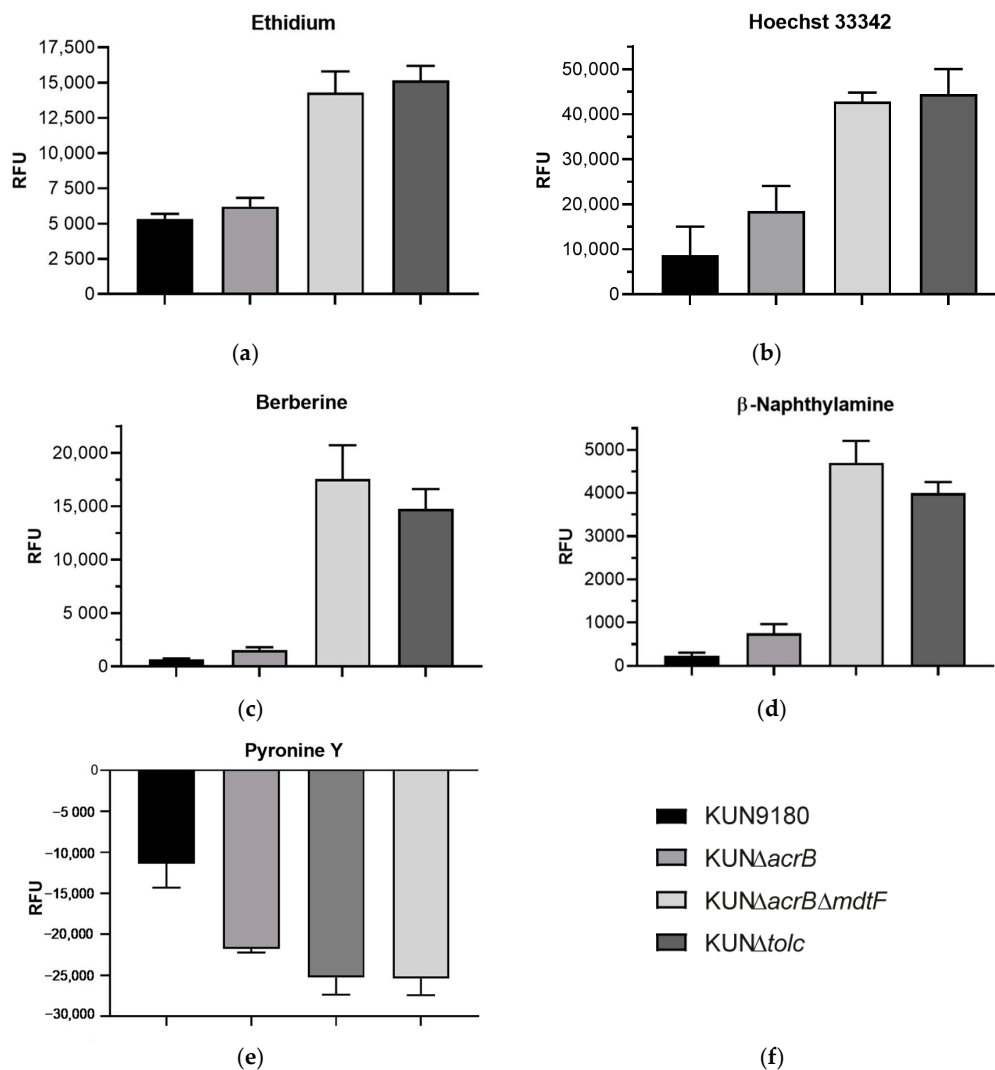 Ethidium
17,500
15,000
12,500
10,000
7 500
5 000
2 500
0
RFU
(a)
Hoechst 33342
50,000
40,000
30,000
20,000
10,000
0
RFU
(b)
Berberine
20,000
15,000
10,000
5 000
0
RFU
(c)
β-Naphthylamine
5000
4000
3000
2000
1000
0
RFU
(d)
Pyronine Y
0
−5 000
−10,000
−15,000
−20,000
−25,000
−30,000
RFU
(e)
KUN9180
KUNΔacrB
KUNΔacrBΔmdtF
KUNΔtolc
(f)